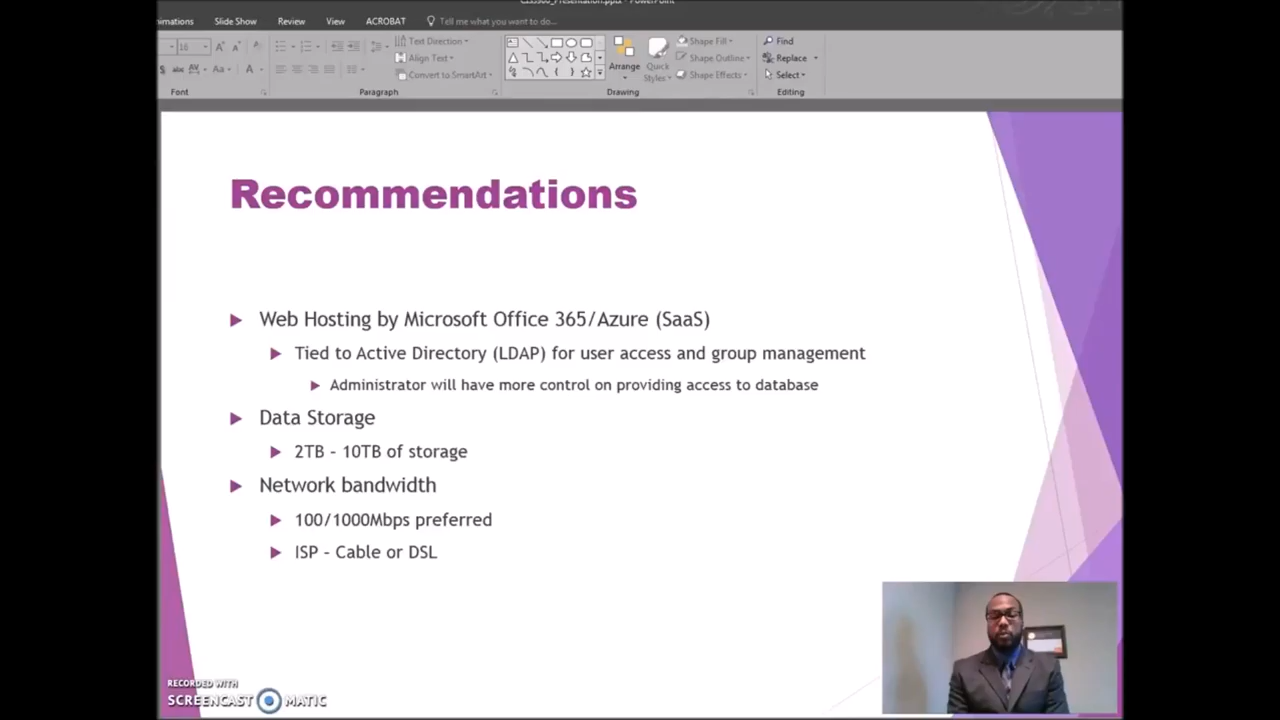 Slide Show Review View ACROBAT Tell me what you want to do...
18
Text Direction
Align Text
Convert to SmartArt
Arrange
Quick
Styles
Shape Fill
Shape Outline
Shape Effects
Find
Replace
Select
Font
Paragraph
Drawing
Editing
Recommendations
Web Hosting by Microsoft Office 365/Azure (SaaS)
Tied to Active Directory (LDAP) for user access and group management
Administrator will have more control on providing access to database
Data Storage
2TB - 10TB of storage
Network bandwidth
100/1000Mbps preferred
ISP - Cable or DSL
RECORDED WITH
SCREENCAST MATIC